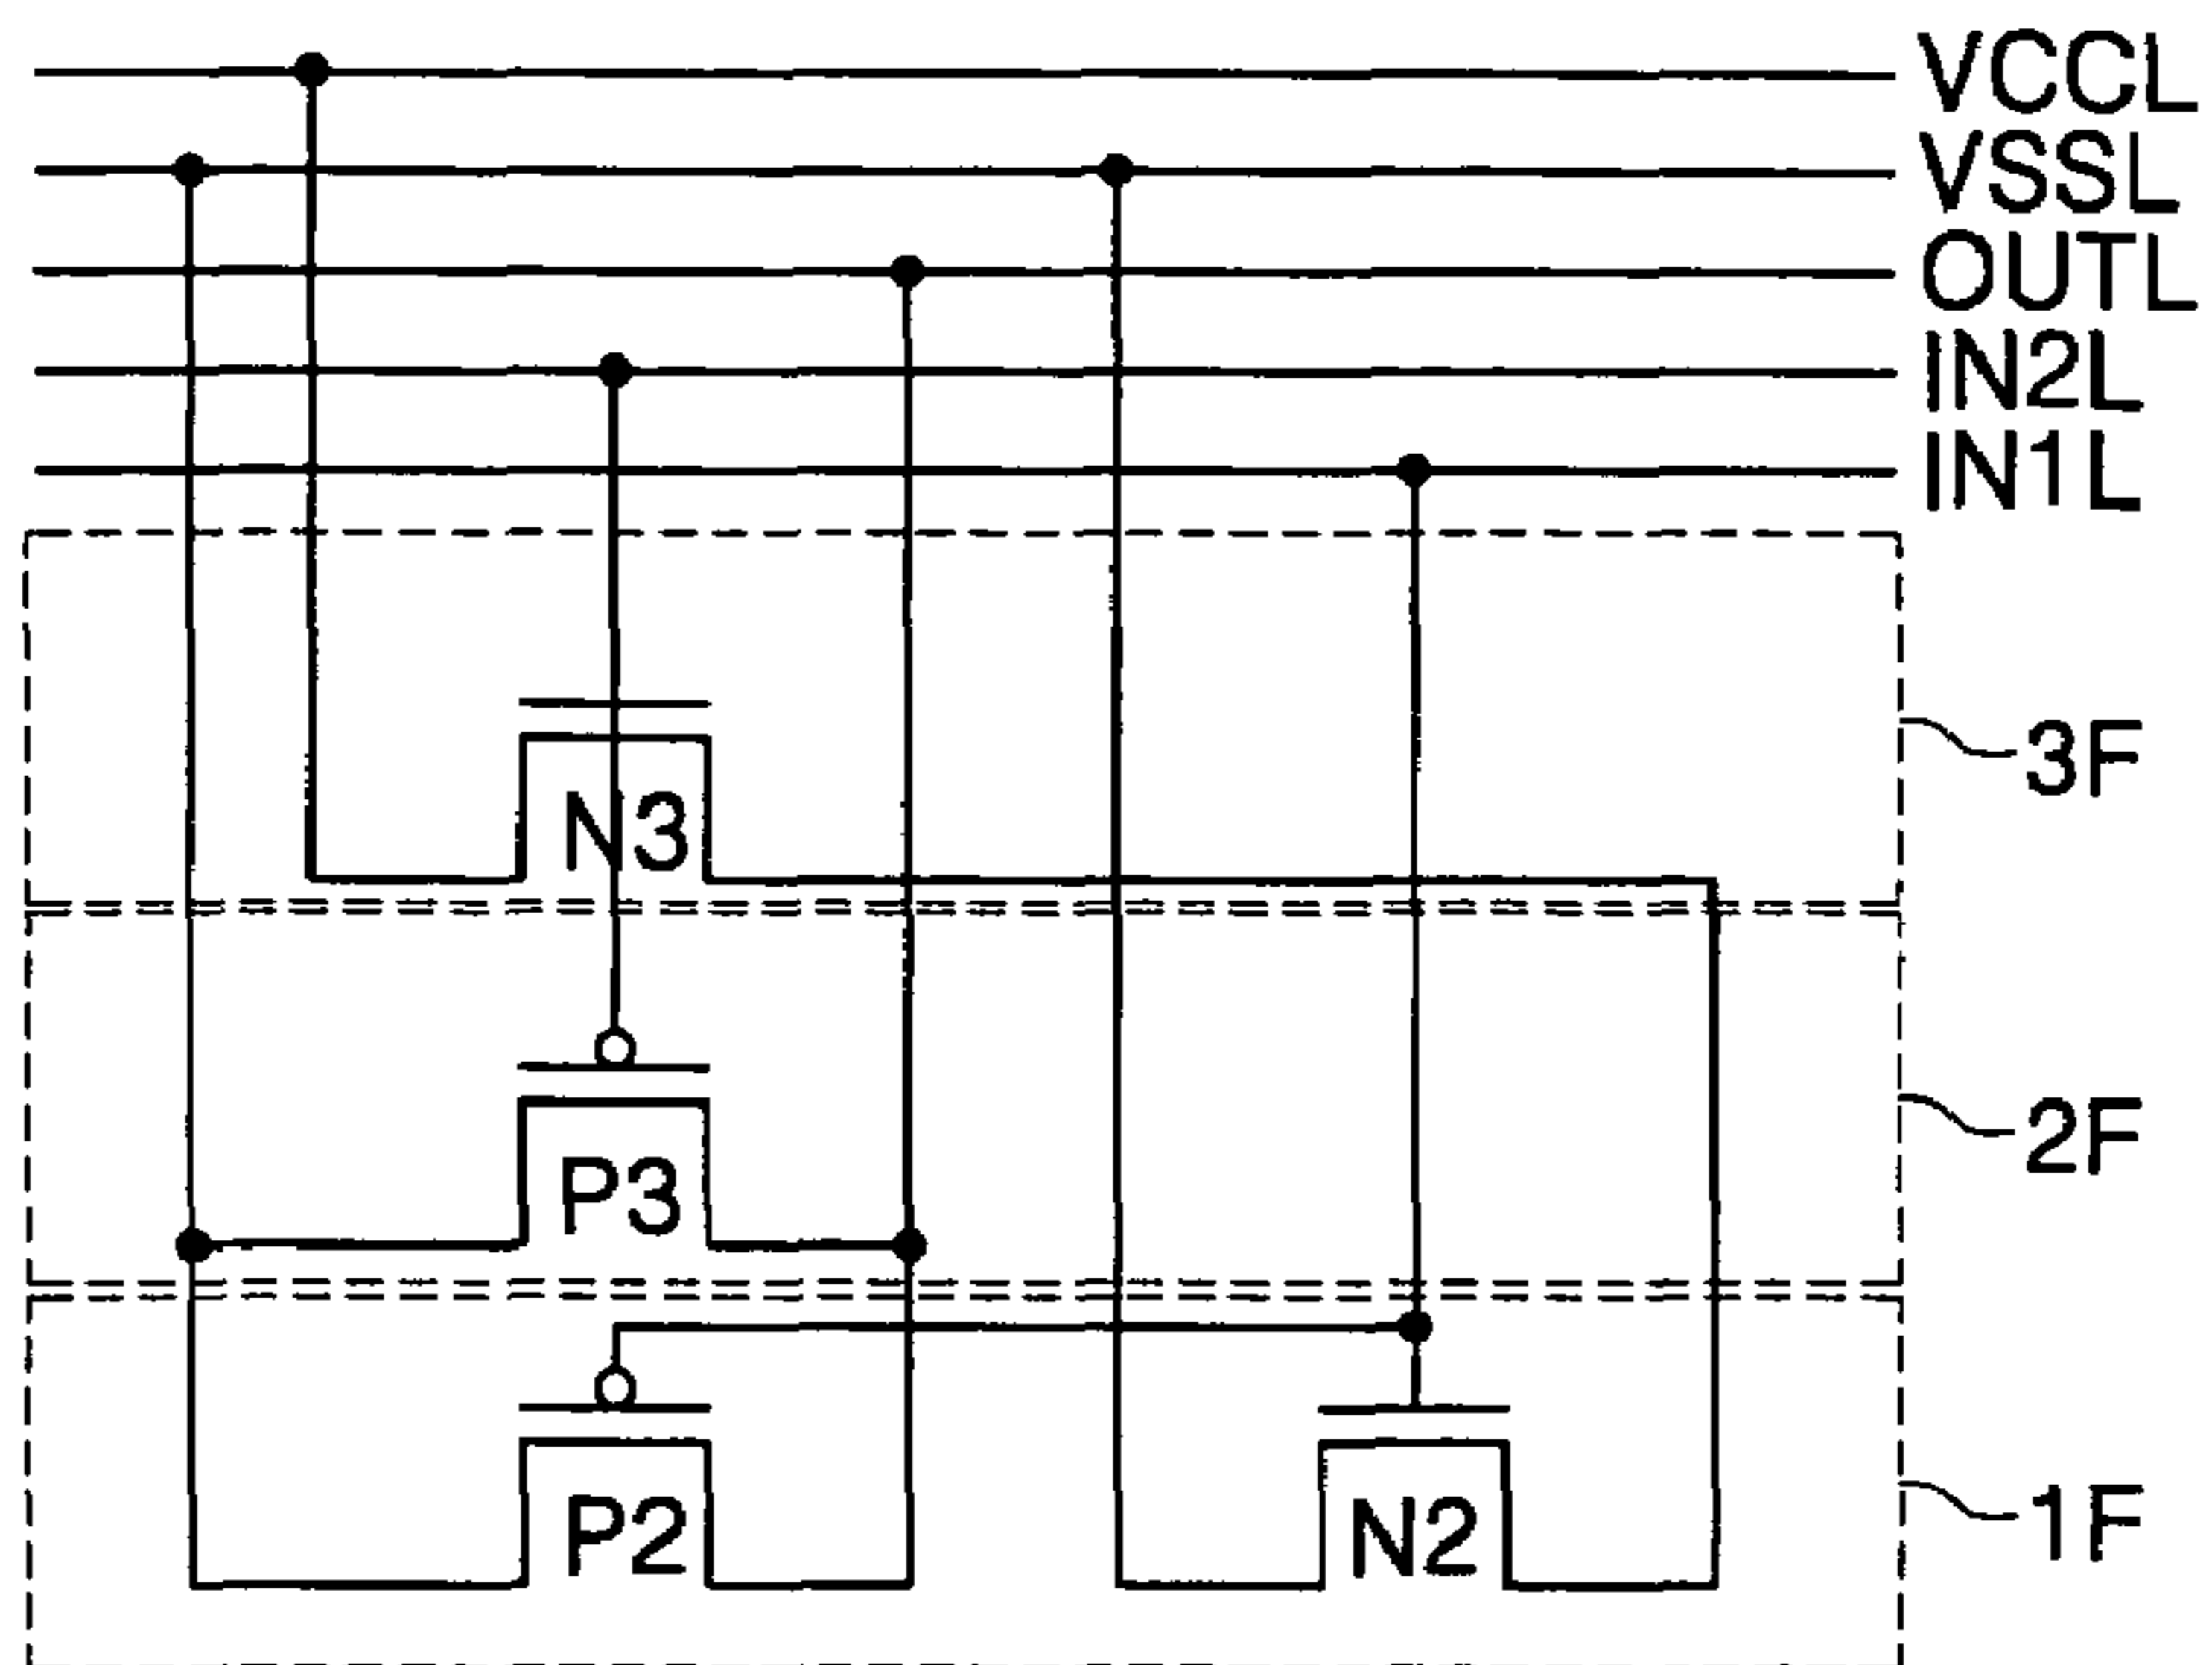 VCCL
VSSL
OUTL
IN2L
IN1L
3F
N3
2F
P3
1F
P2 N2